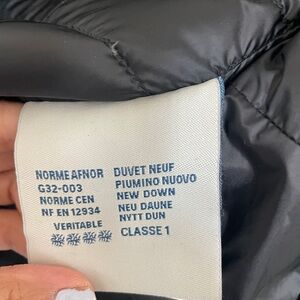 NORME AFNOR
G32-003
NORME CEN
NF EN 12934
VERITABLE
DUVET NEUF
PIUMINO NUOVO
NEW DOWN
NEU DAUNE
NYTT DUN
CLASSE 1